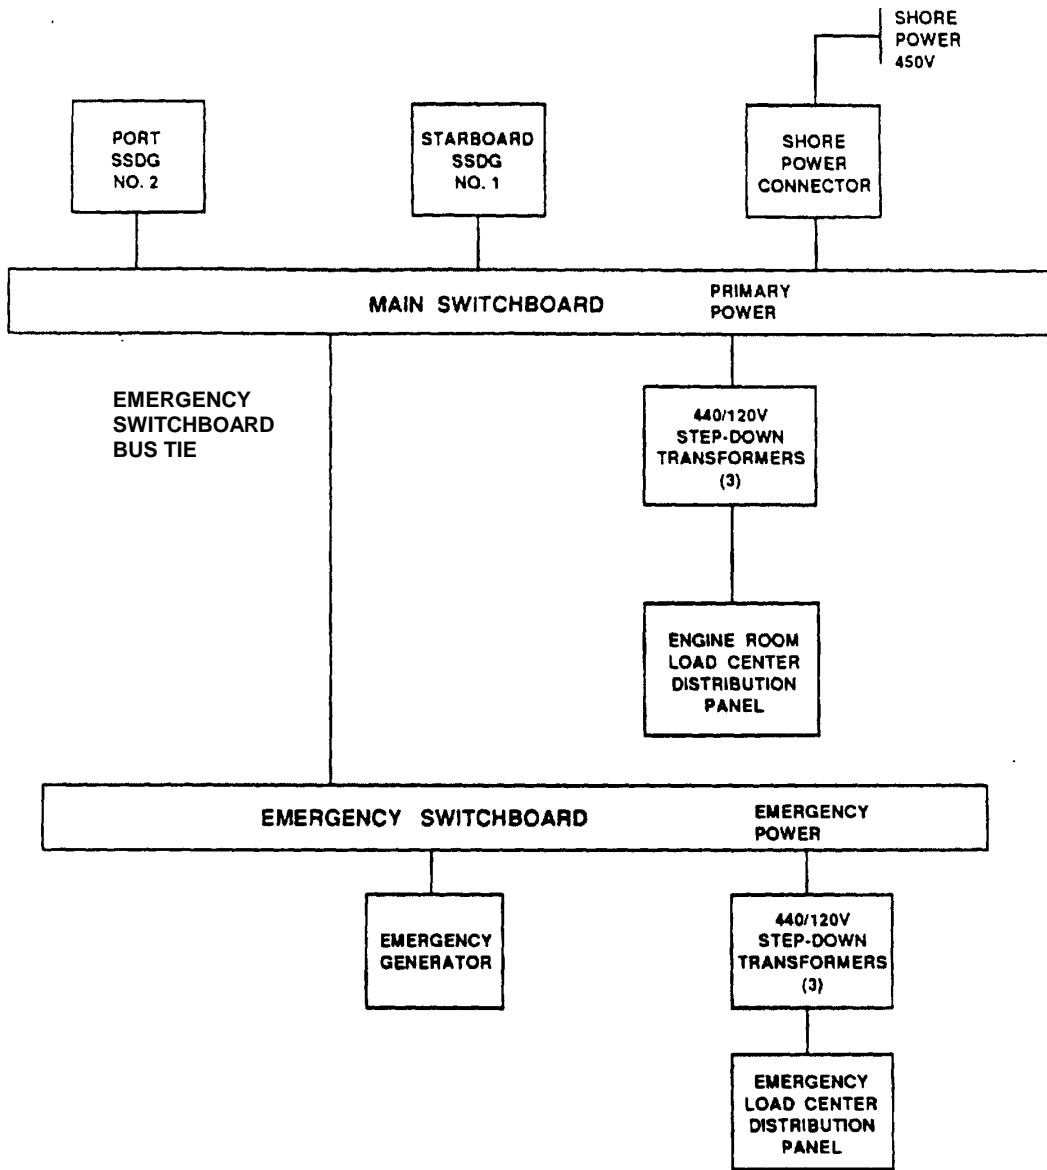 SHORE
POWER
450V
PORT
SSDG
NO. 2
STARBOARD
SSDG
NO. 1
SHORE
POWER
CONNECTOR
MAIN SWITCHBOARD
PRIMARY
POWER
EMERGENCY
SWITCHBOARD
BUS TIE
440/120V
STEP-DOWN
TRANSFORMERS
(3)
ENGINE ROOM
LOAD CENTER
DISTRIBUTION
PANEL
EMERGENCY SWITCHBOARD
EMERGENCY
POWER
EMERGENCY
GENERATOR
440/120V
STEP-DOWN
TRANSFORMERS
(3)
EMERGENCY
LOAD CENTER
DISTRIBUTION
PANEL